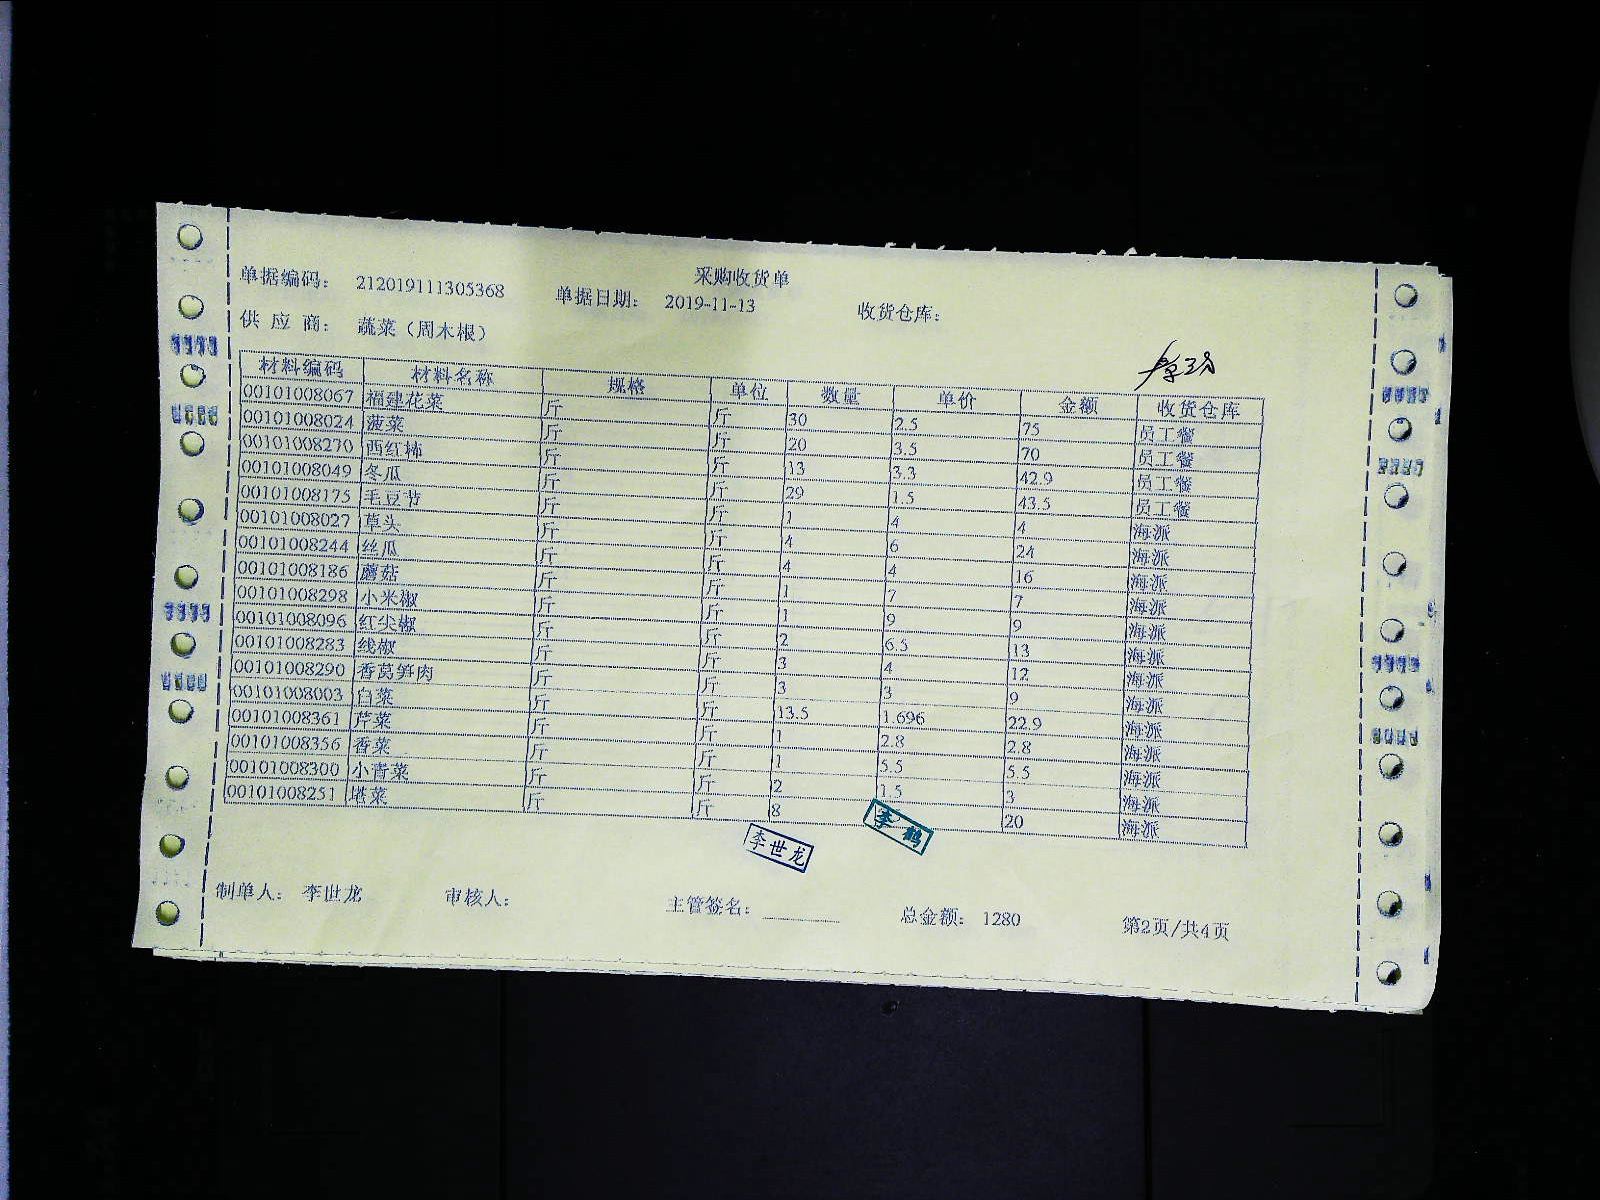 采购收货单
单据编码： 212019111305368 单据日期： 2019-11-13 收货仓库：
供 应 商： 蔬菜（周木根）
材料编码 材料名称 规格 单位 数量 单价 金额 收货仓库
00101008067 福建花菜 斤 斤 30 2.5 75 员工餐
00101008024 菠菜 斤 斤 20 3.5 70 员工餐
00101008270 西红柿 斤 斤 13 3.3 42.9 员工餐
00101008049 冬瓜 斤 斤 29 1.5 43.5 员工餐
00101008175 毛豆节 斤 斤 1 4 4 海派
00101008027 草头 斤 斤 4 6 24 海派
00101008244 丝瓜 斤 斤 4 4 16 海派
00101008186 蘑菇 斤 斤 1 7 7 海派
00101008298 小米椒 斤 斤 1 9 9 海派
00101008096 红尖椒 斤 斤 2 6.5 13 海派
00101008283 线椒 斤 斤 3 4 12 海派
00101008290 香莴笋肉 斤 斤 3 3 9 海派
00101008003 白菜 斤 斤 13.5 1.696 22.9 海派
00101008361 芹菜 斤 斤 1 2.8 2.8 海派
00101008356 香菜 斤 斤 1 5.5 5.5 海派
00101008300 小青菜 斤 斤 2 1.5 3 海派
00101008251 塔菜 斤 斤 8 20 海派
李世龙 李鹤
制单人： 李世龙 审核人： 主管签名： 总金额： 1280 第2页/共4页